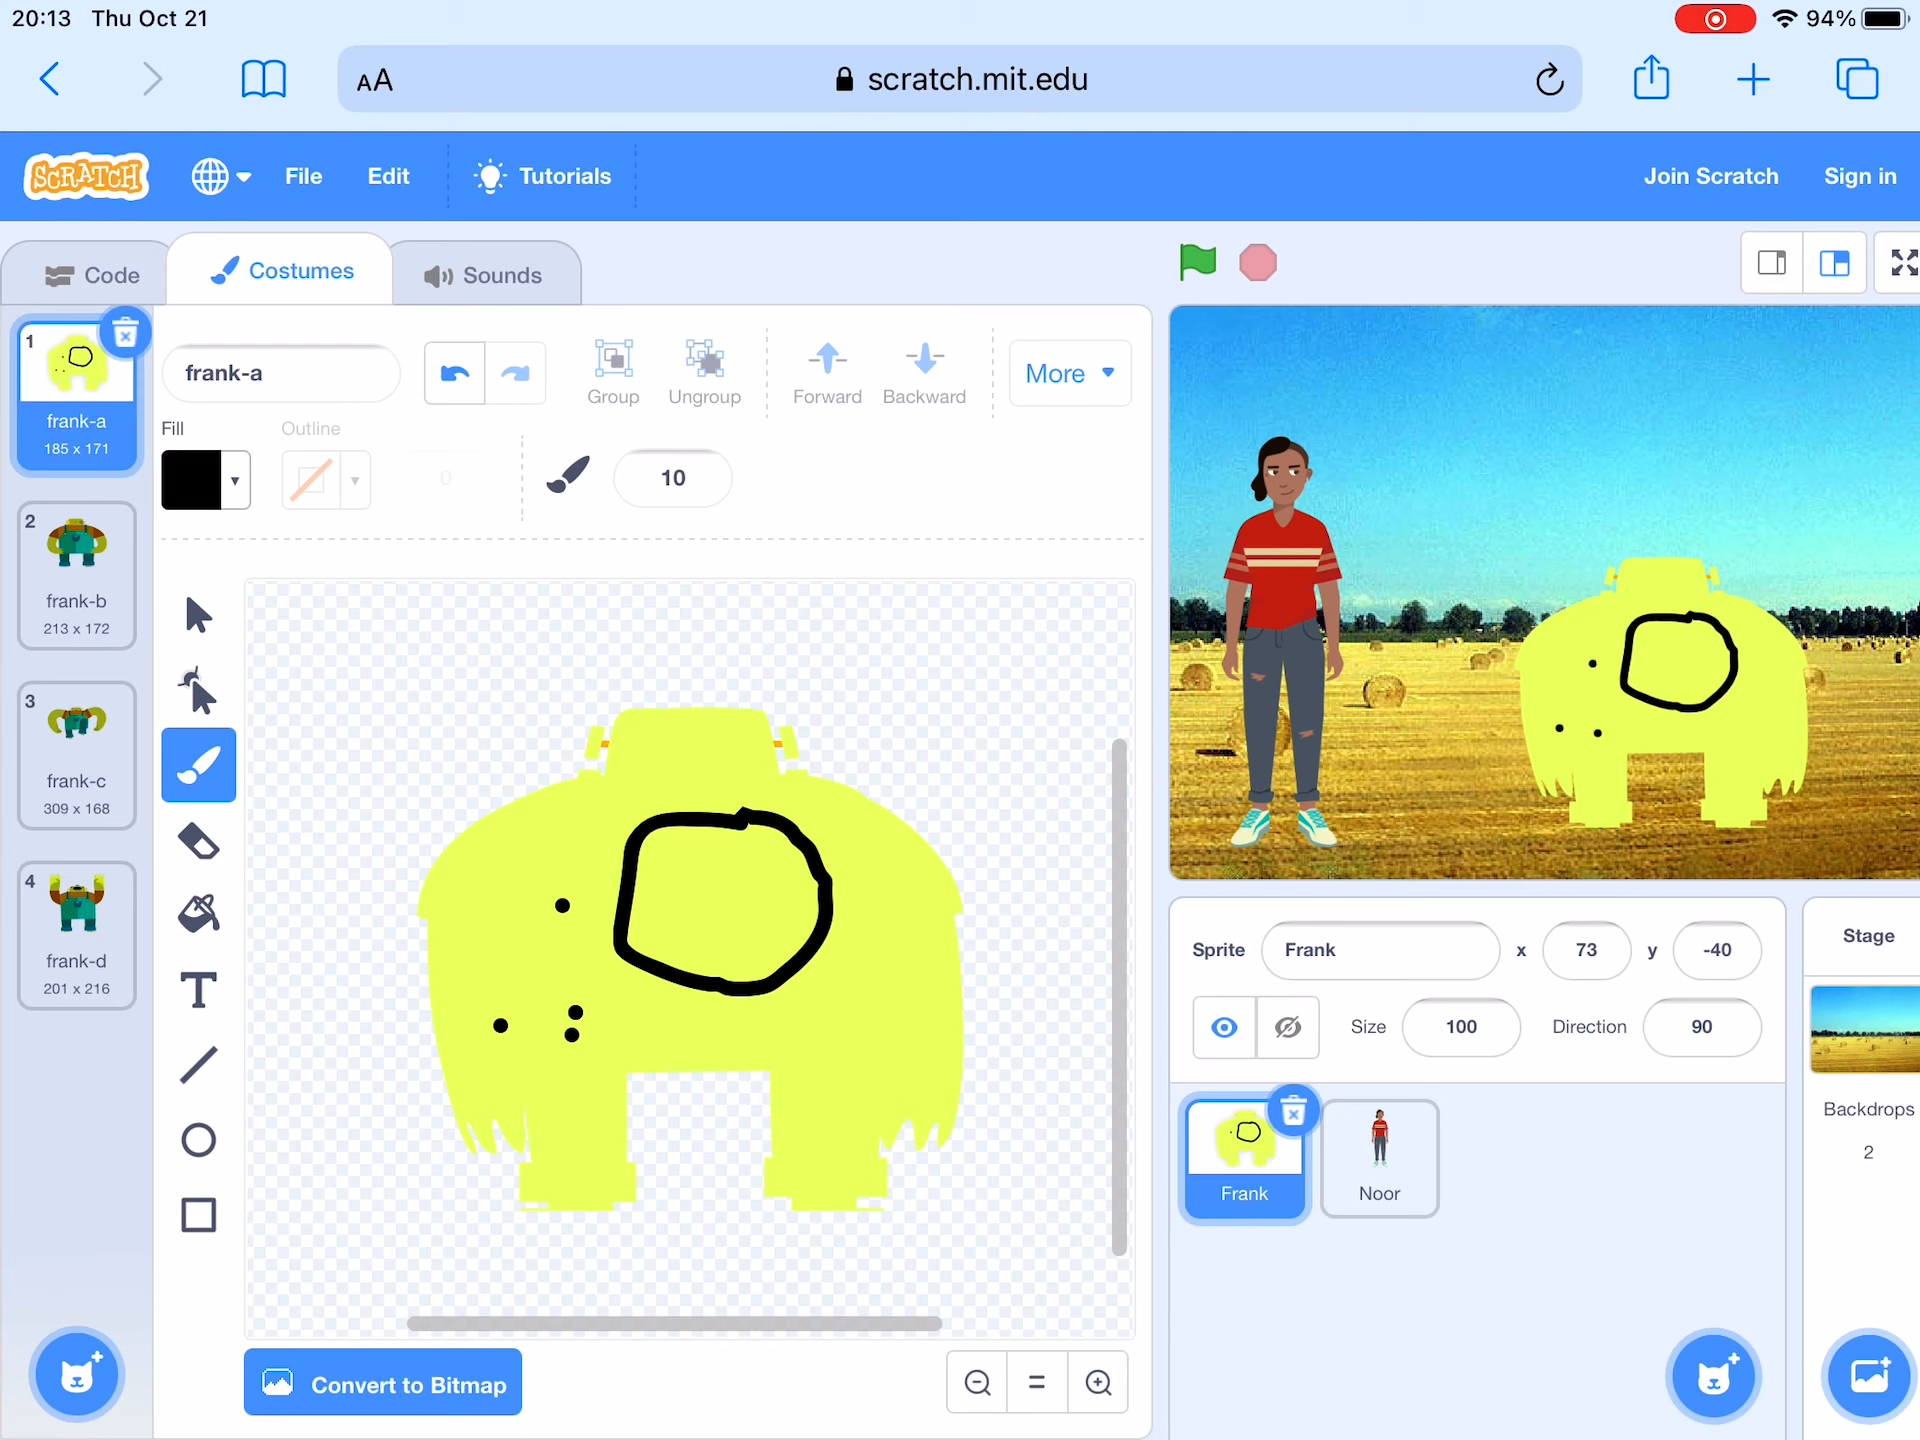 20:13 Thu Oct 21
94%
AA
scratch.mit.edu
SCRATCH
File
Edit
Tutorials
Join Scratch
Sign in
Code
Costumes
Sounds
1
frank-a
185 x 171
2
frank-b
213 x 172
3
frank-c
309 x 168
4
frank-d
201 x 216
frank-a
Group
Ungroup
Forward
Backward
More
Fill
Outline
0
10
T
Convert to Bitmap
Sprite
Frank
x
73
y
-40
Size
100
Direction
90
Frank
Noor
Stage
Backdrops
2